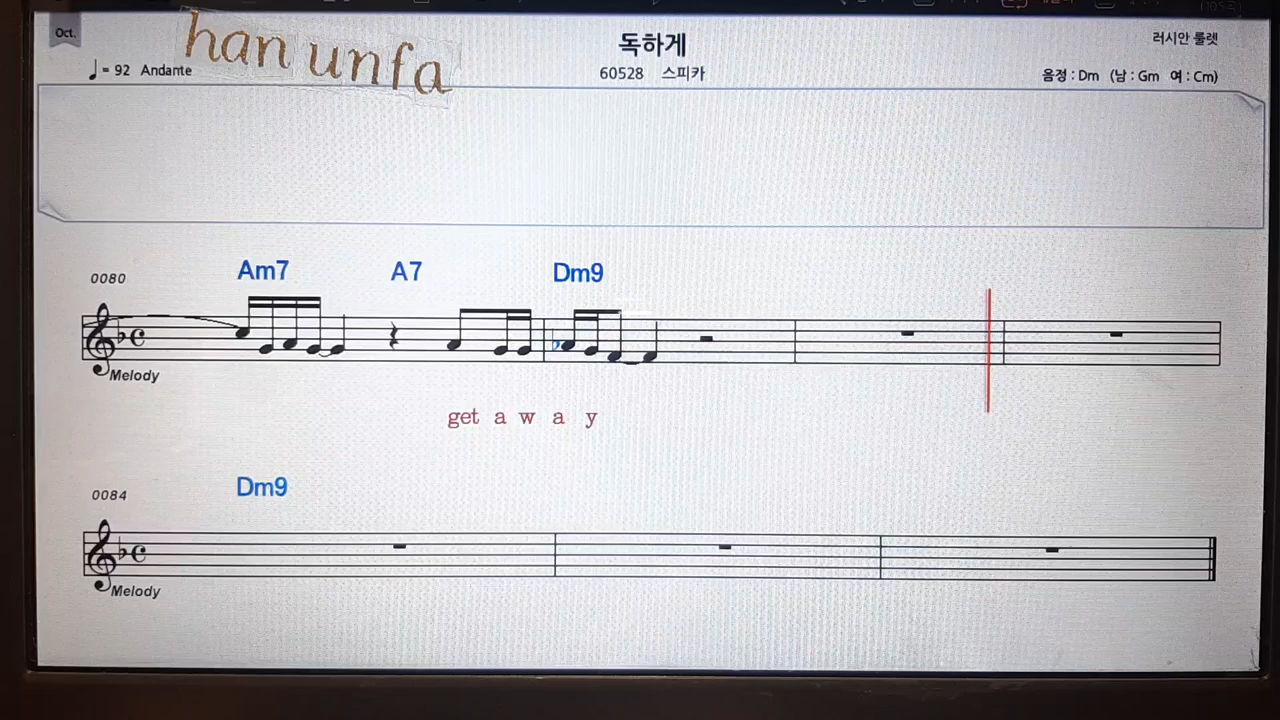 Oct.
han unfa
독하게
러시안 룰렛
♩= 92 Andante
60528 스피카
음정 : Dm (남 : Gm 여 : Cm)
0080
Am7 A7 Dm9
Melody
get a w a y
0084
Dm9
Melody